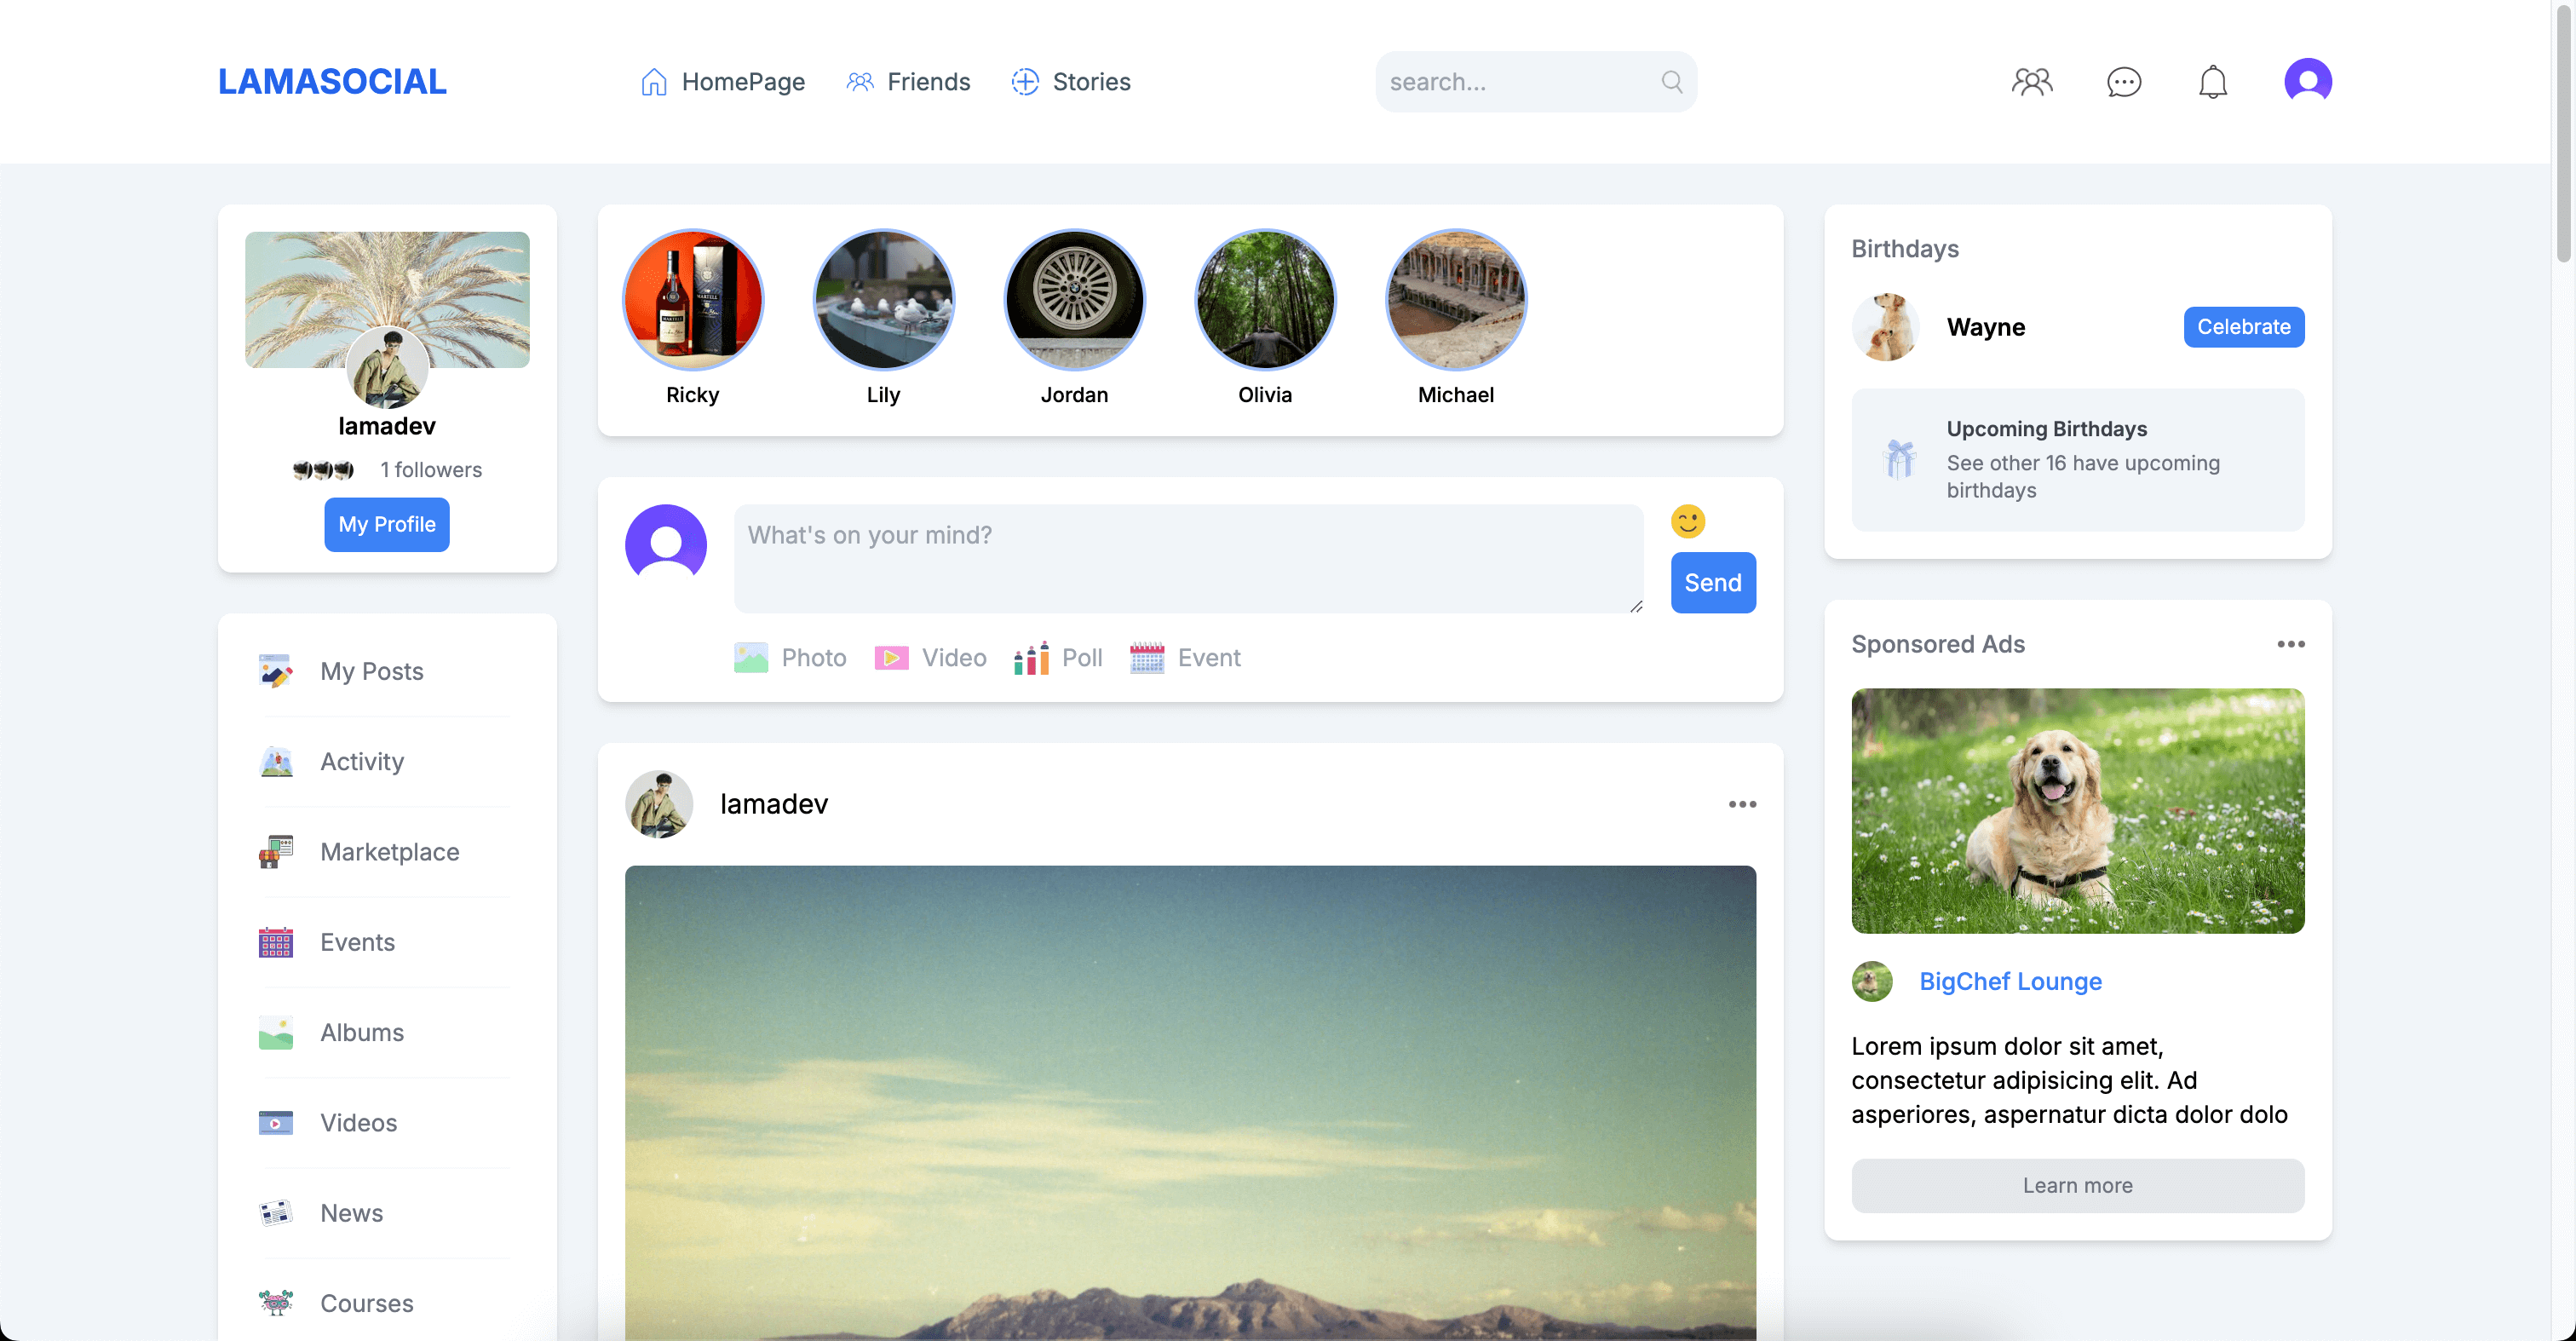 LAMASOCIAL
HomePage
Friends
Stories
search...
lamadev
1 followers
My Profile
My Posts
Activity
Marketplace
Events
Albums
Videos
News
Courses
MARTELL
MARTELL
Ricky
Lily
Jordan
Olivia
Michael
What's on your mind?
Send
Photo
Video
Poll
Event
lamadev
Birthdays
Wayne
Celebrate
Upcoming Birthdays
See other 16 have upcoming
birthdays
Sponsored Ads
BigChef Lounge
Lorem ipsum dolor sit amet,
consectetur adipisicing elit. Ad
asperiores, aspernatur dicta dolor dolo
Learn more